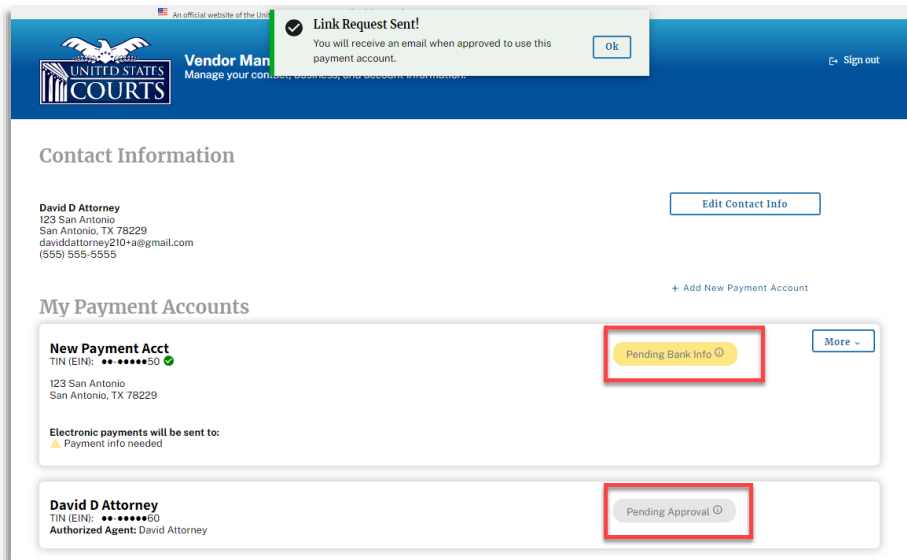 An official website of the Unit
Link Request Sent!
You will receive an email when approved to use this
payment account.
Ok
UNITED STATES
COURTS
Vendor Man
Manage your contact, business, and account information.
Sign out
Contact Information
David D Attorney
123 San Antonio
San Antonio, TX 78229
daviddattorney210+a@gmail.com
(555) 555-5555
Edit Contact Info
+ Add New Payment Account
My Payment Accounts
New Payment Acct
TIN (EIN): ●●-●●●●●50
123 San Antonio
San Antonio, TX 78229
Electronic payments will be sent to:
Payment info needed
Pending Bank Info
More
David D Attorney
TIN (EIN): ●●-●●●●●60
Authorized Agent: David Attorney
Pending Approval